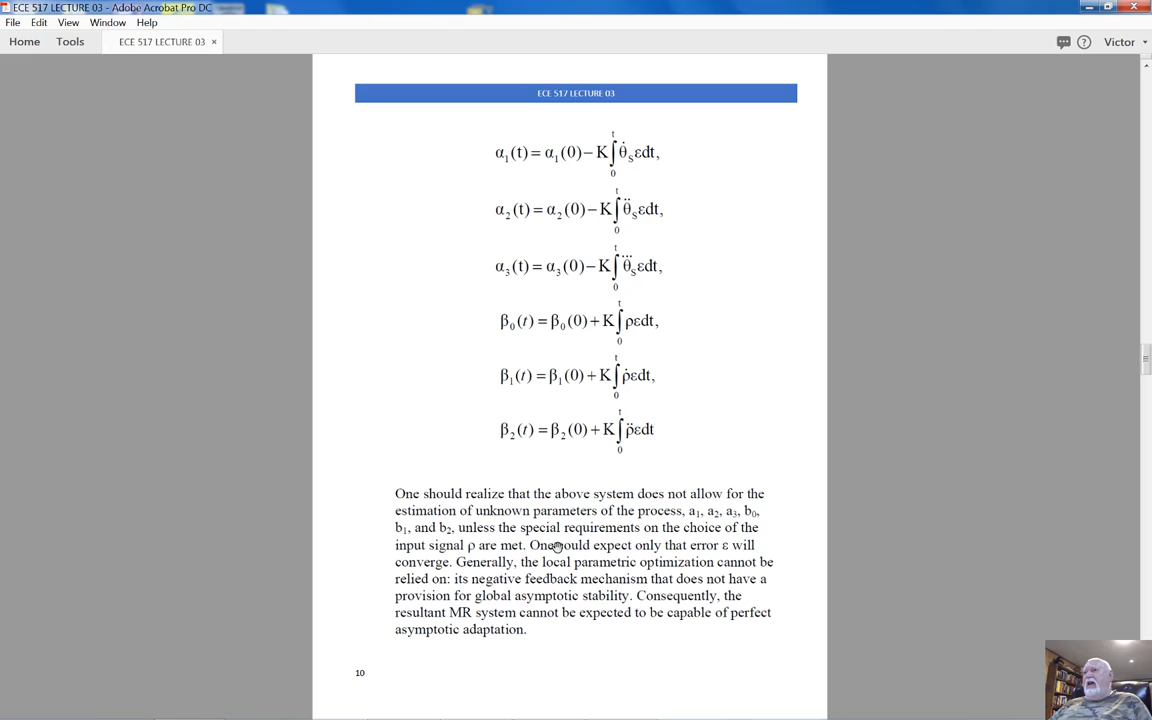 ECE 517 LECTURE 03 - Adobe Acrobat Pro DC
File Edit View Window Help
Home Tools ECE 517 LECTURE 03 × Victor
ECE 517 LECTURE 03
α₁(t) = α₁(0) − K∫₀ᵗ θ̇ₛεdt,
α₂(t) = α₂(0) − K∫₀ᵗ θ̈ₛεdt,
α₃(t) = α₃(0) − K∫₀ᵗ θ⃛ₛεdt,
β₀(t) = β₀(0) + K∫₀ᵗ ρεdt,
β₁(t) = β₁(0) + K∫₀ᵗ ρ̇εdt,
β₂(t) = β₂(0) + K∫₀ᵗ ρ̈εdt
One should realize that the above system does not allow for the
estimation of unknown parameters of the process, a₁, a₂, a₃, b₀,
b₁, and b₂, unless the special requirements on the choice of the
input signal ρ are met. One would expect only that error ε will
converge. Generally, the local parametric optimization cannot be
relied on: its negative feedback mechanism that does not have a
provision for global asymptotic stability. Consequently, the
resultant MR system cannot be expected to be capable of perfect
asymptotic adaptation.
10